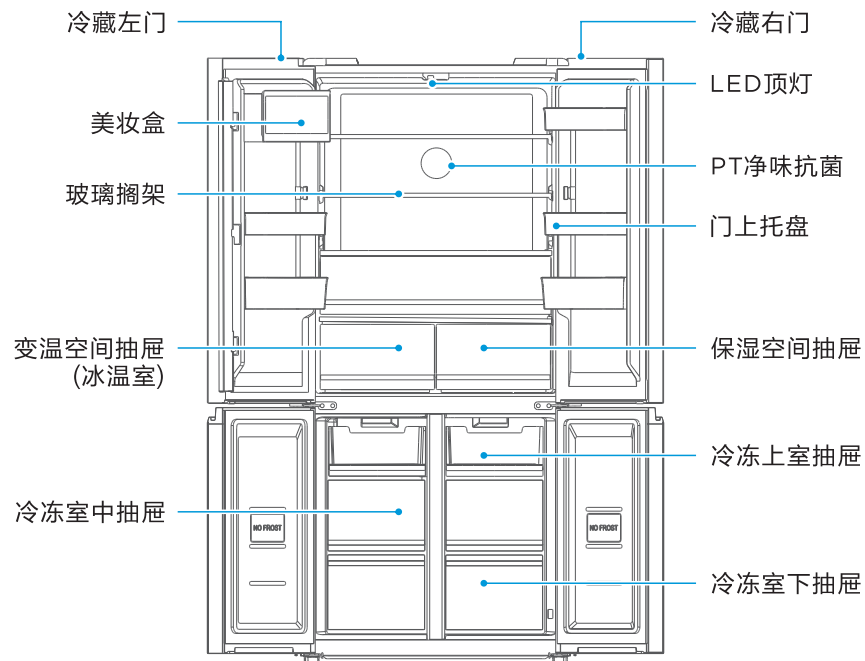 冷藏左门
冷藏右门
LED顶灯
美妆盒
PT净味抗菌
玻璃搁架
门上托盘
变温空间抽屉
(冰温室)
保湿空间抽屉
冷冻上室抽屉
冷冻室中抽屉
NO FROST
NO FROST
冷冻室下抽屉